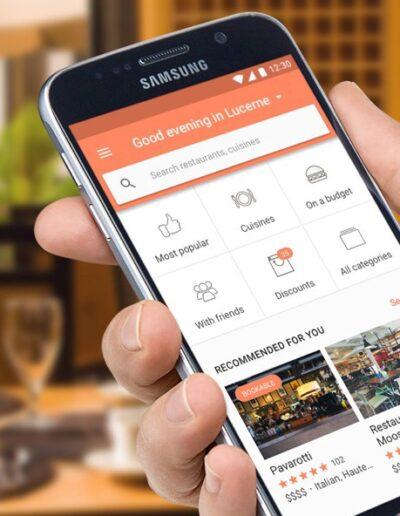 SAMSUNG
12:30
Good evening in Lucerne
Search restaurants, cuisines
Most popular
Cuisines
On a budget
With friends
35
Discounts
All categories
RECOMMENDED FOR YOU
Se
BOOKABLE
Pavarotti
102
$$$$ · Italian, Haute...
Restau
Moos
$$$$